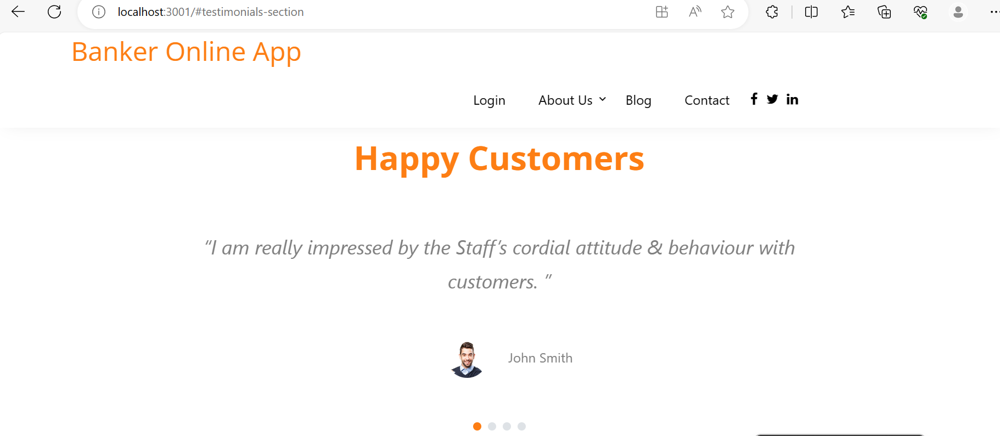 localhost:3001/#testimonials-section
Banker Online App
Login About Us Blog Contact
Happy Customers
“I am really impressed by the Staff’s cordial attitude & behaviour with
customers. ”
John Smith